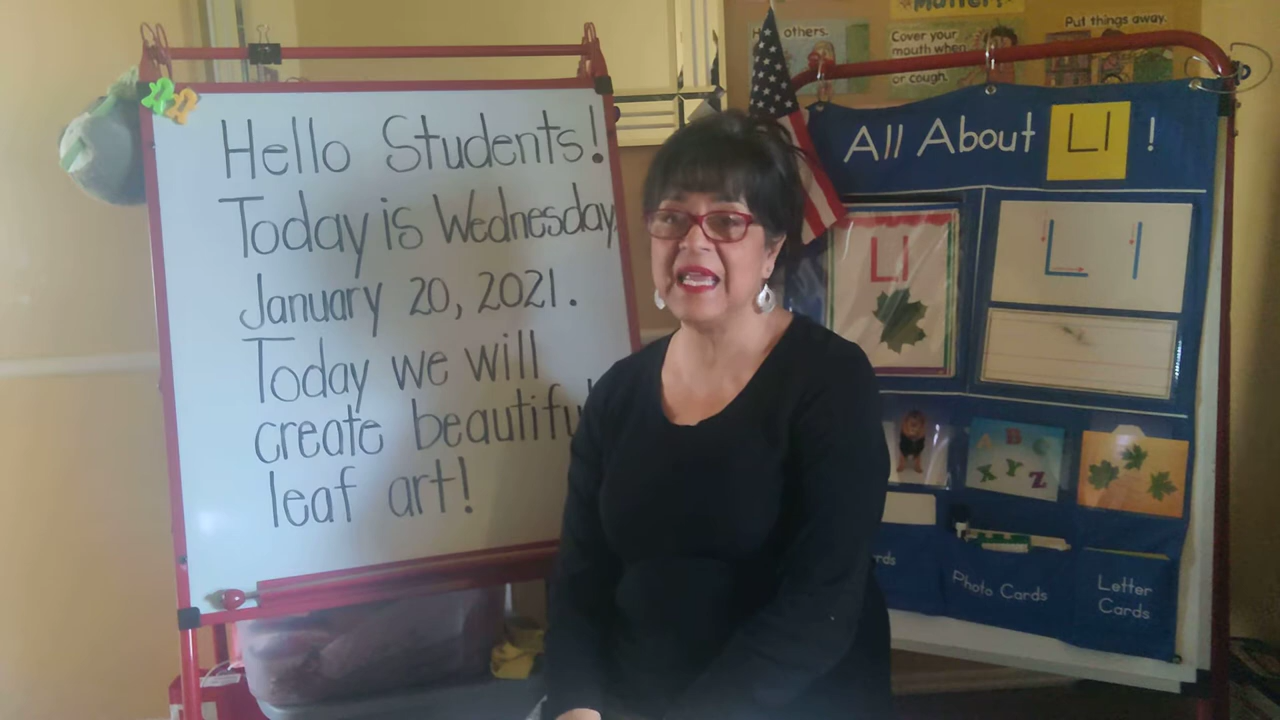 Hello Students!
Today is Wednesday,
January 20, 2021.
Today we will
create beautiful
leaf art!
Matter!
others.
Cover your
mouth when
or cough.
Put things away.
All About Ll !
Ll
L l
A B C
X Y Z
Photo Cards
Letter
Cards